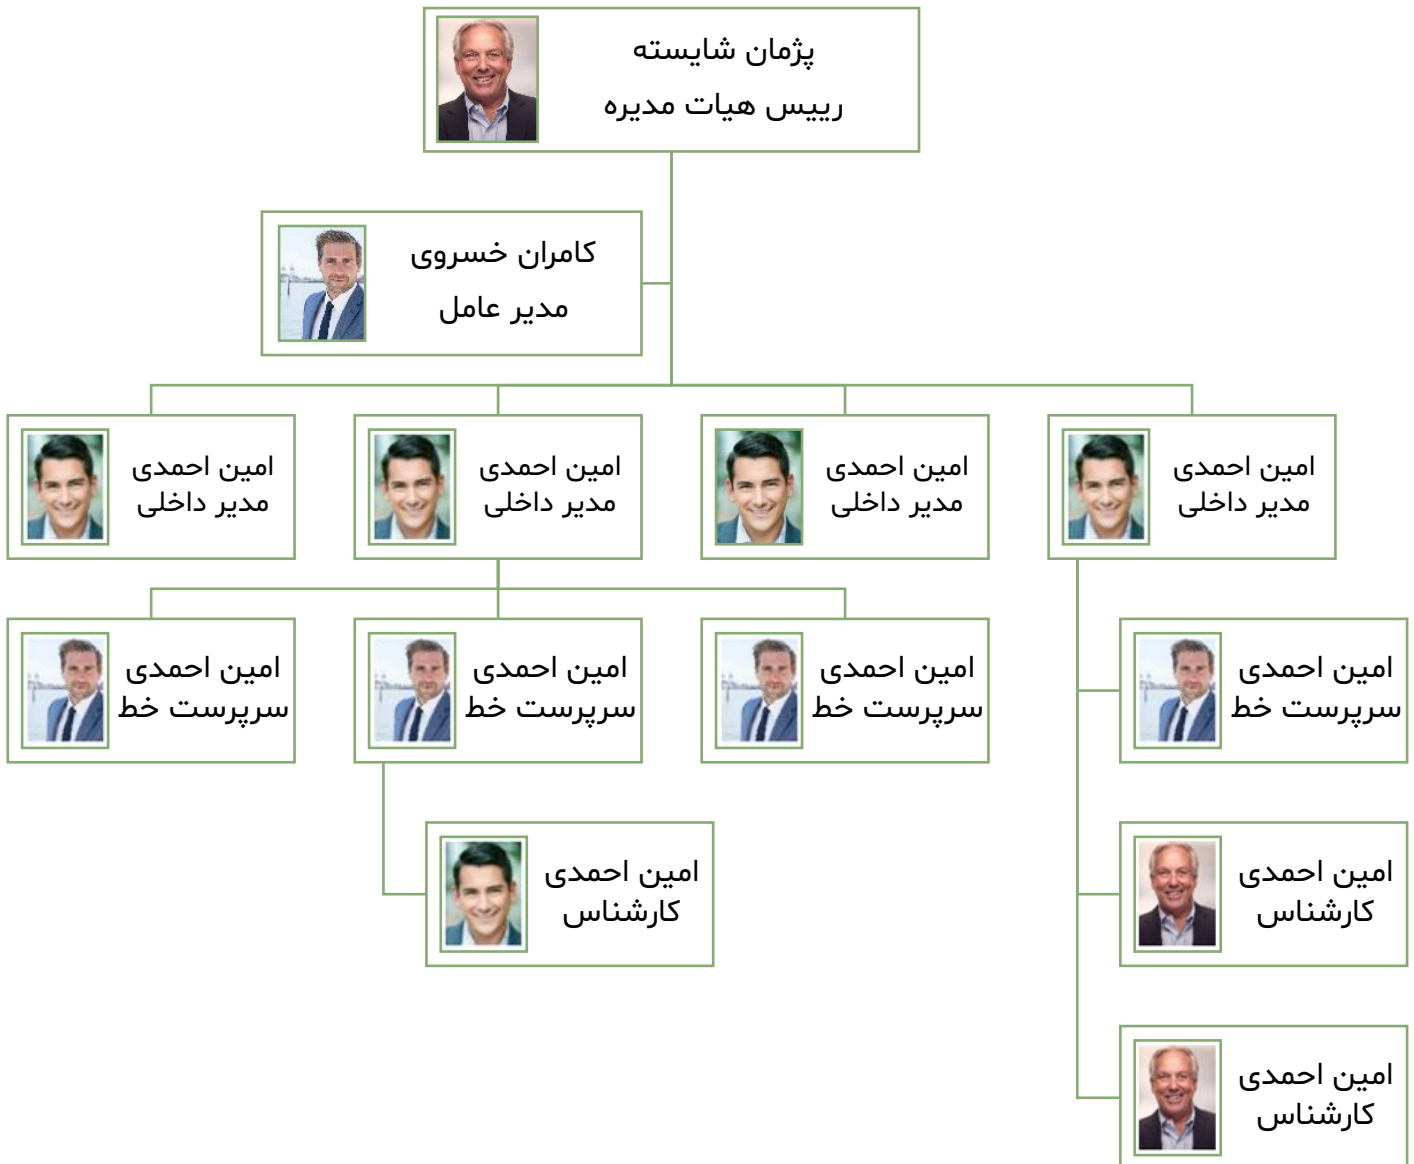 پژمان شایسته
رییس هیات مدیره
کامران خسروی
مدیر عامل
امین احمدی
مدیر داخلی
امین احمدی
مدیر داخلی
امین احمدی
مدیر داخلی
امین احمدی
مدیر داخلی
امین احمدی
سرپرست خط
امین احمدی
سرپرست خط
امین احمدی
سرپرست خط
امین احمدی
سرپرست خط
امین احمدی
کارشناس
امین احمدی
کارشناس
امین احمدی
کارشناس